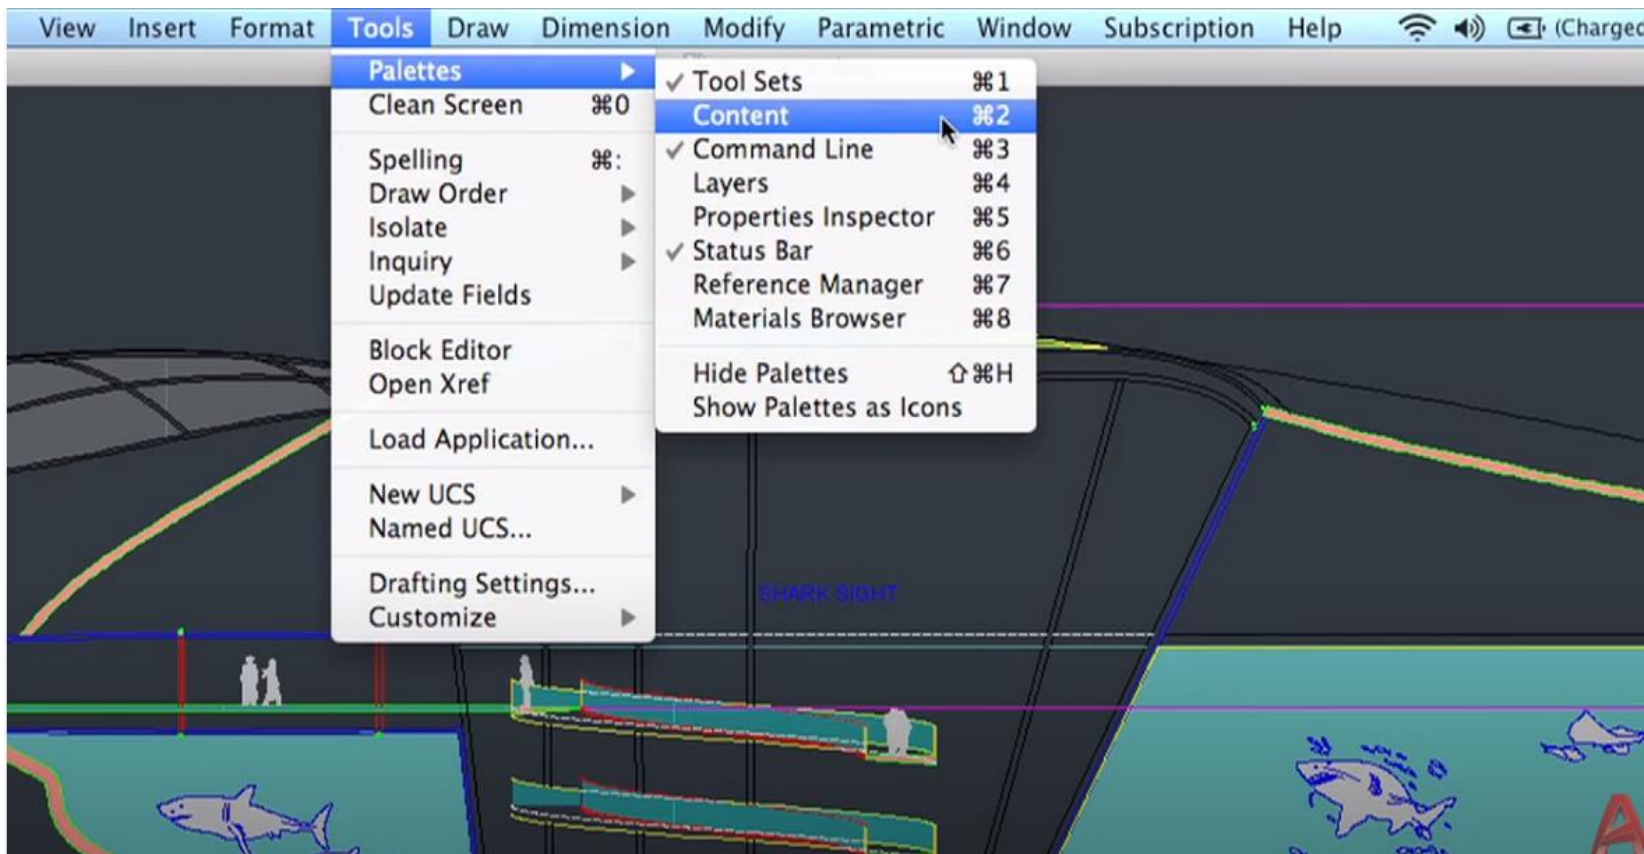 View Insert Format Tools Draw Dimension Modify Parametric Window Subscription Help (Charged
Palettes
Clean Screen ⌘0
Spelling ⌘:
Draw Order
Isolate
Inquiry
Update Fields
Block Editor
Open Xref
Load Application...
New UCS
Named UCS...
Drafting Settings...
Customize
Tool Sets ⌘1
Content ⌘2
Command Line ⌘3
Layers ⌘4
Properties Inspector ⌘5
Status Bar ⌘6
Reference Manager ⌘7
Materials Browser ⌘8
Hide Palettes ⇧⌘H
Show Palettes as Icons
SHARK SIGHT
A